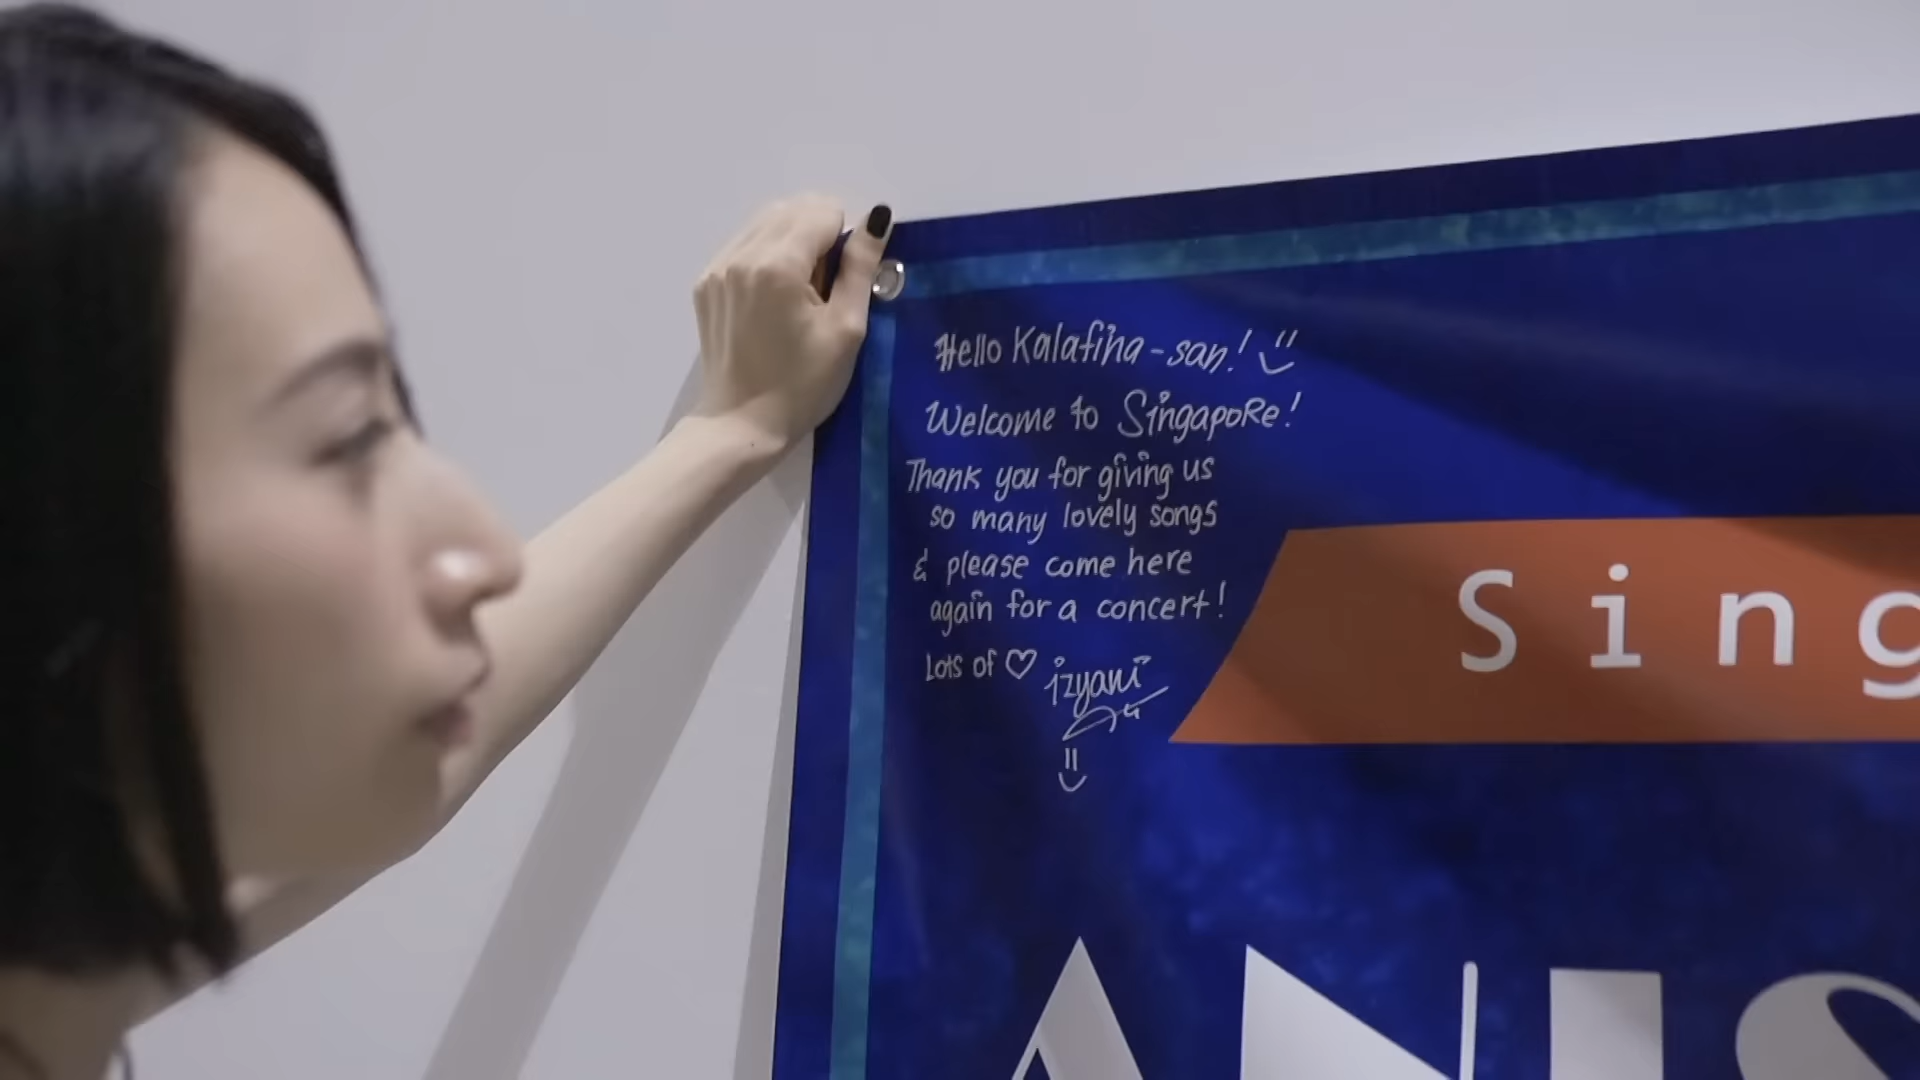 Hello Kalafina-san!
Welcome to SingapoRe!
Thank you for giving us
so many lovely songs
& please come here
again for a concert!
Lots of ♡ izyani
Sing
ANIS